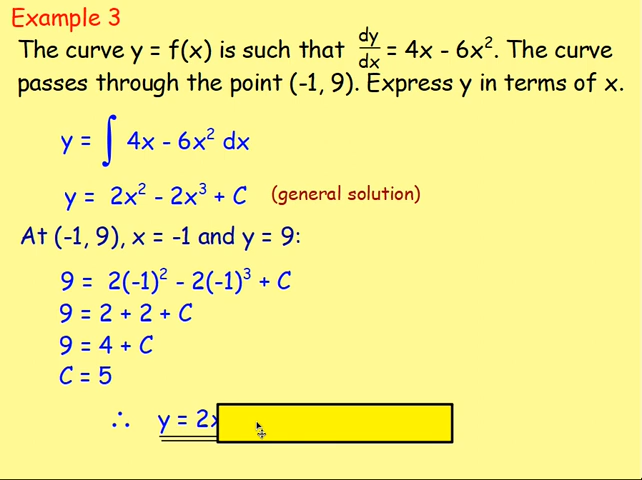 Example 3
The curve y = f(x) is such that dy/dx = 4x - 6x². The curve
passes through the point (-1, 9). Express y in terms of x.
y = ∫ 4x - 6x² dx
y = 2x² - 2x³ + C (general solution)
At (-1, 9), x = -1 and y = 9:
9 = 2(-1)² - 2(-1)³ + C
9 = 2 + 2 + C
9 = 4 + C
C = 5
∴ y = 2x